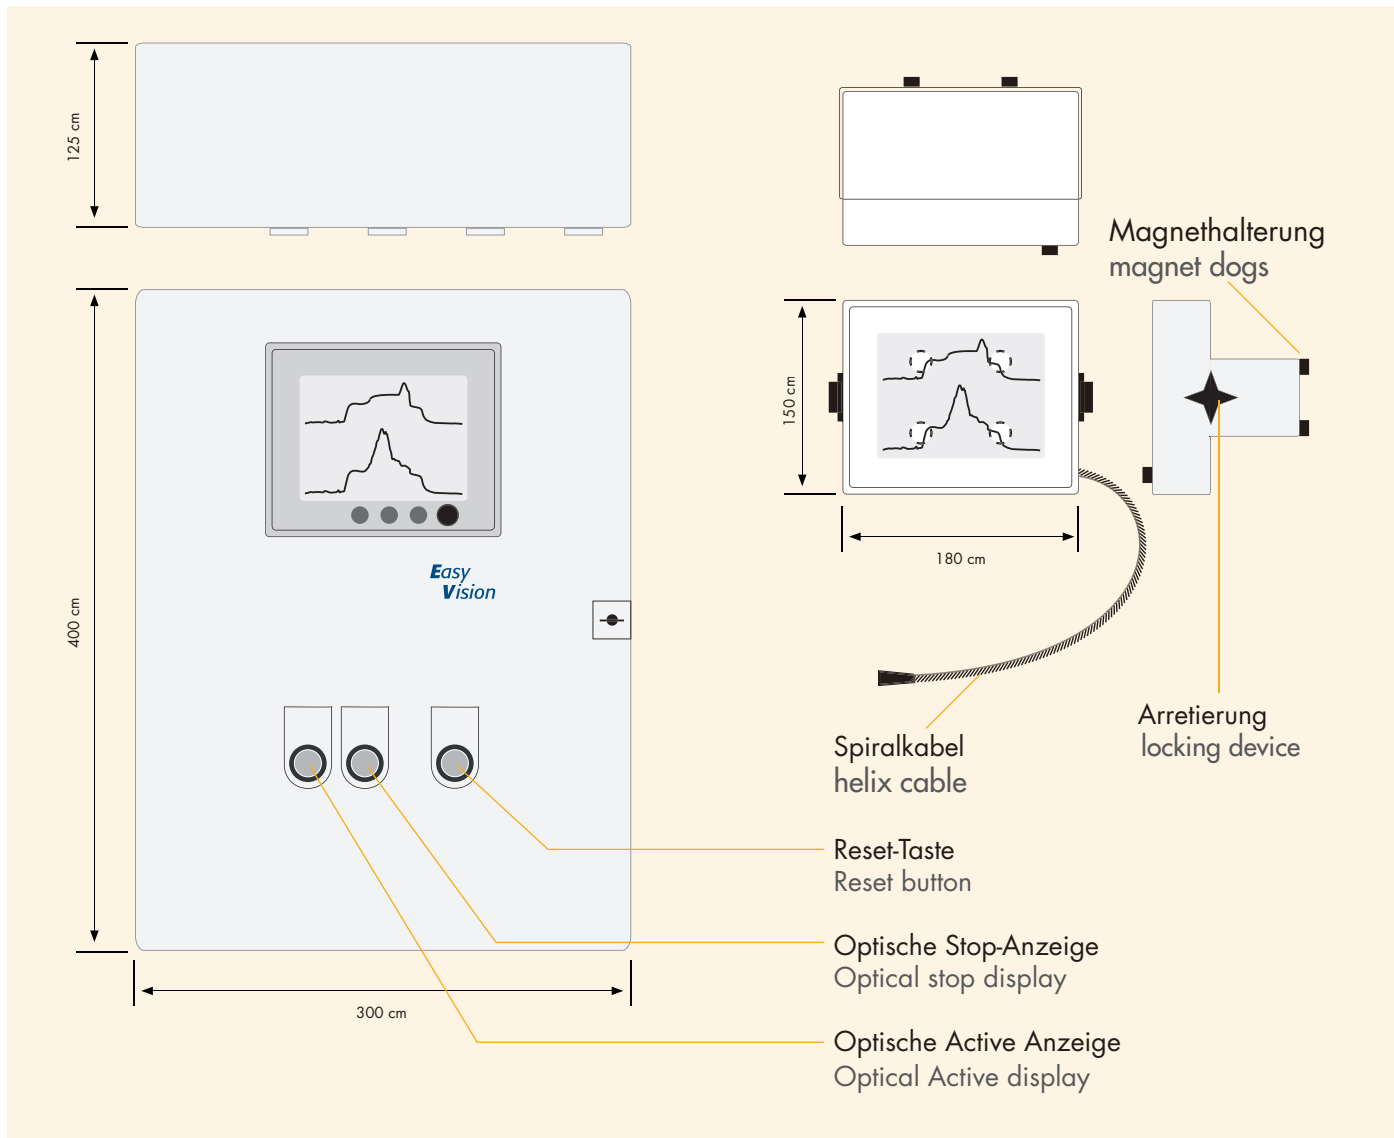 125 cm
Magnethalterung
magnet dogs
150 cm
180 cm
Easy
Vision
400 cm
Arretierung
locking device
Spiralkabel
helix cable
Reset-Taste
Reset button
Optische Stop-Anzeige
Optical stop display
300 cm
Optische Active Anzeige
Optical Active display